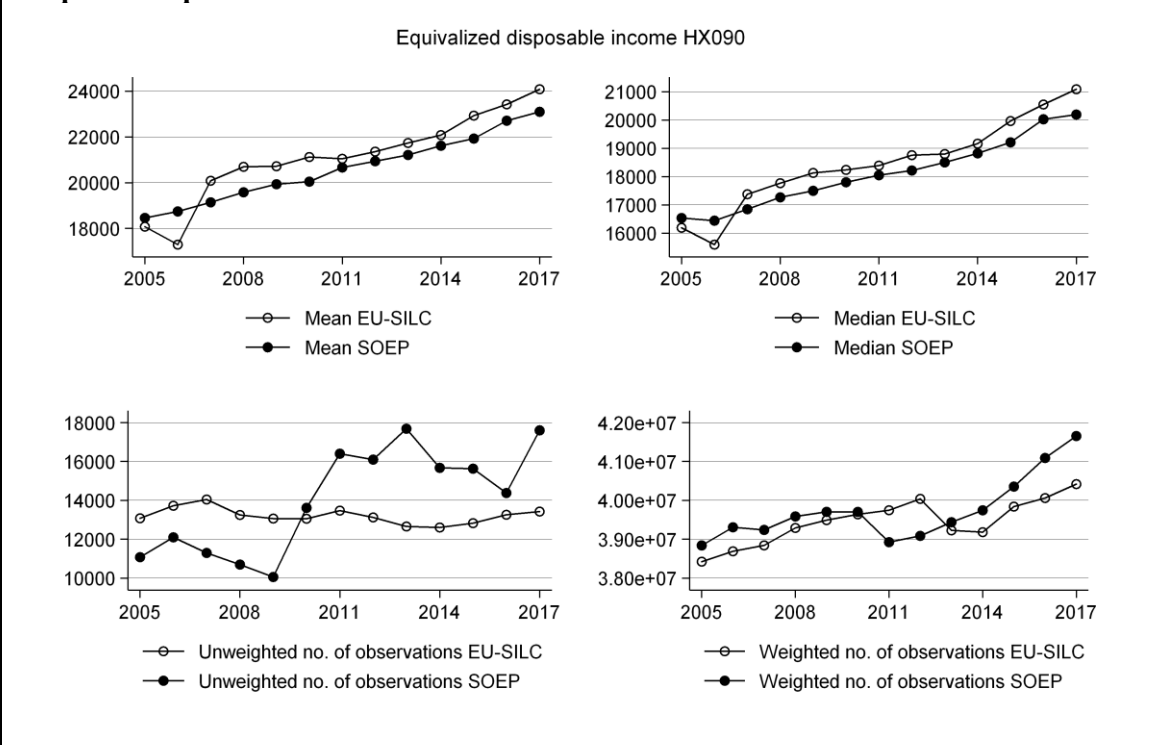 Equivalized disposable income HX090
24000
22000
20000
18000
2005 2008 2011 2014 2017
Mean EU-SILC
Mean SOEP
21000
20000
19000
18000
17000
16000
2005 2008 2011 2014 2017
Median EU-SILC
Median SOEP
18000
16000
14000
12000
10000
2005 2008 2011 2014 2017
Unweighted no. of observations EU-SILC
Unweighted no. of observations SOEP
4.20e+07
4.10e+07
4.00e+07
3.90e+07
3.80e+07
2005 2008 2011 2014 2017
Weighted no. of observations EU-SILC
Weighted no. of observations SOEP